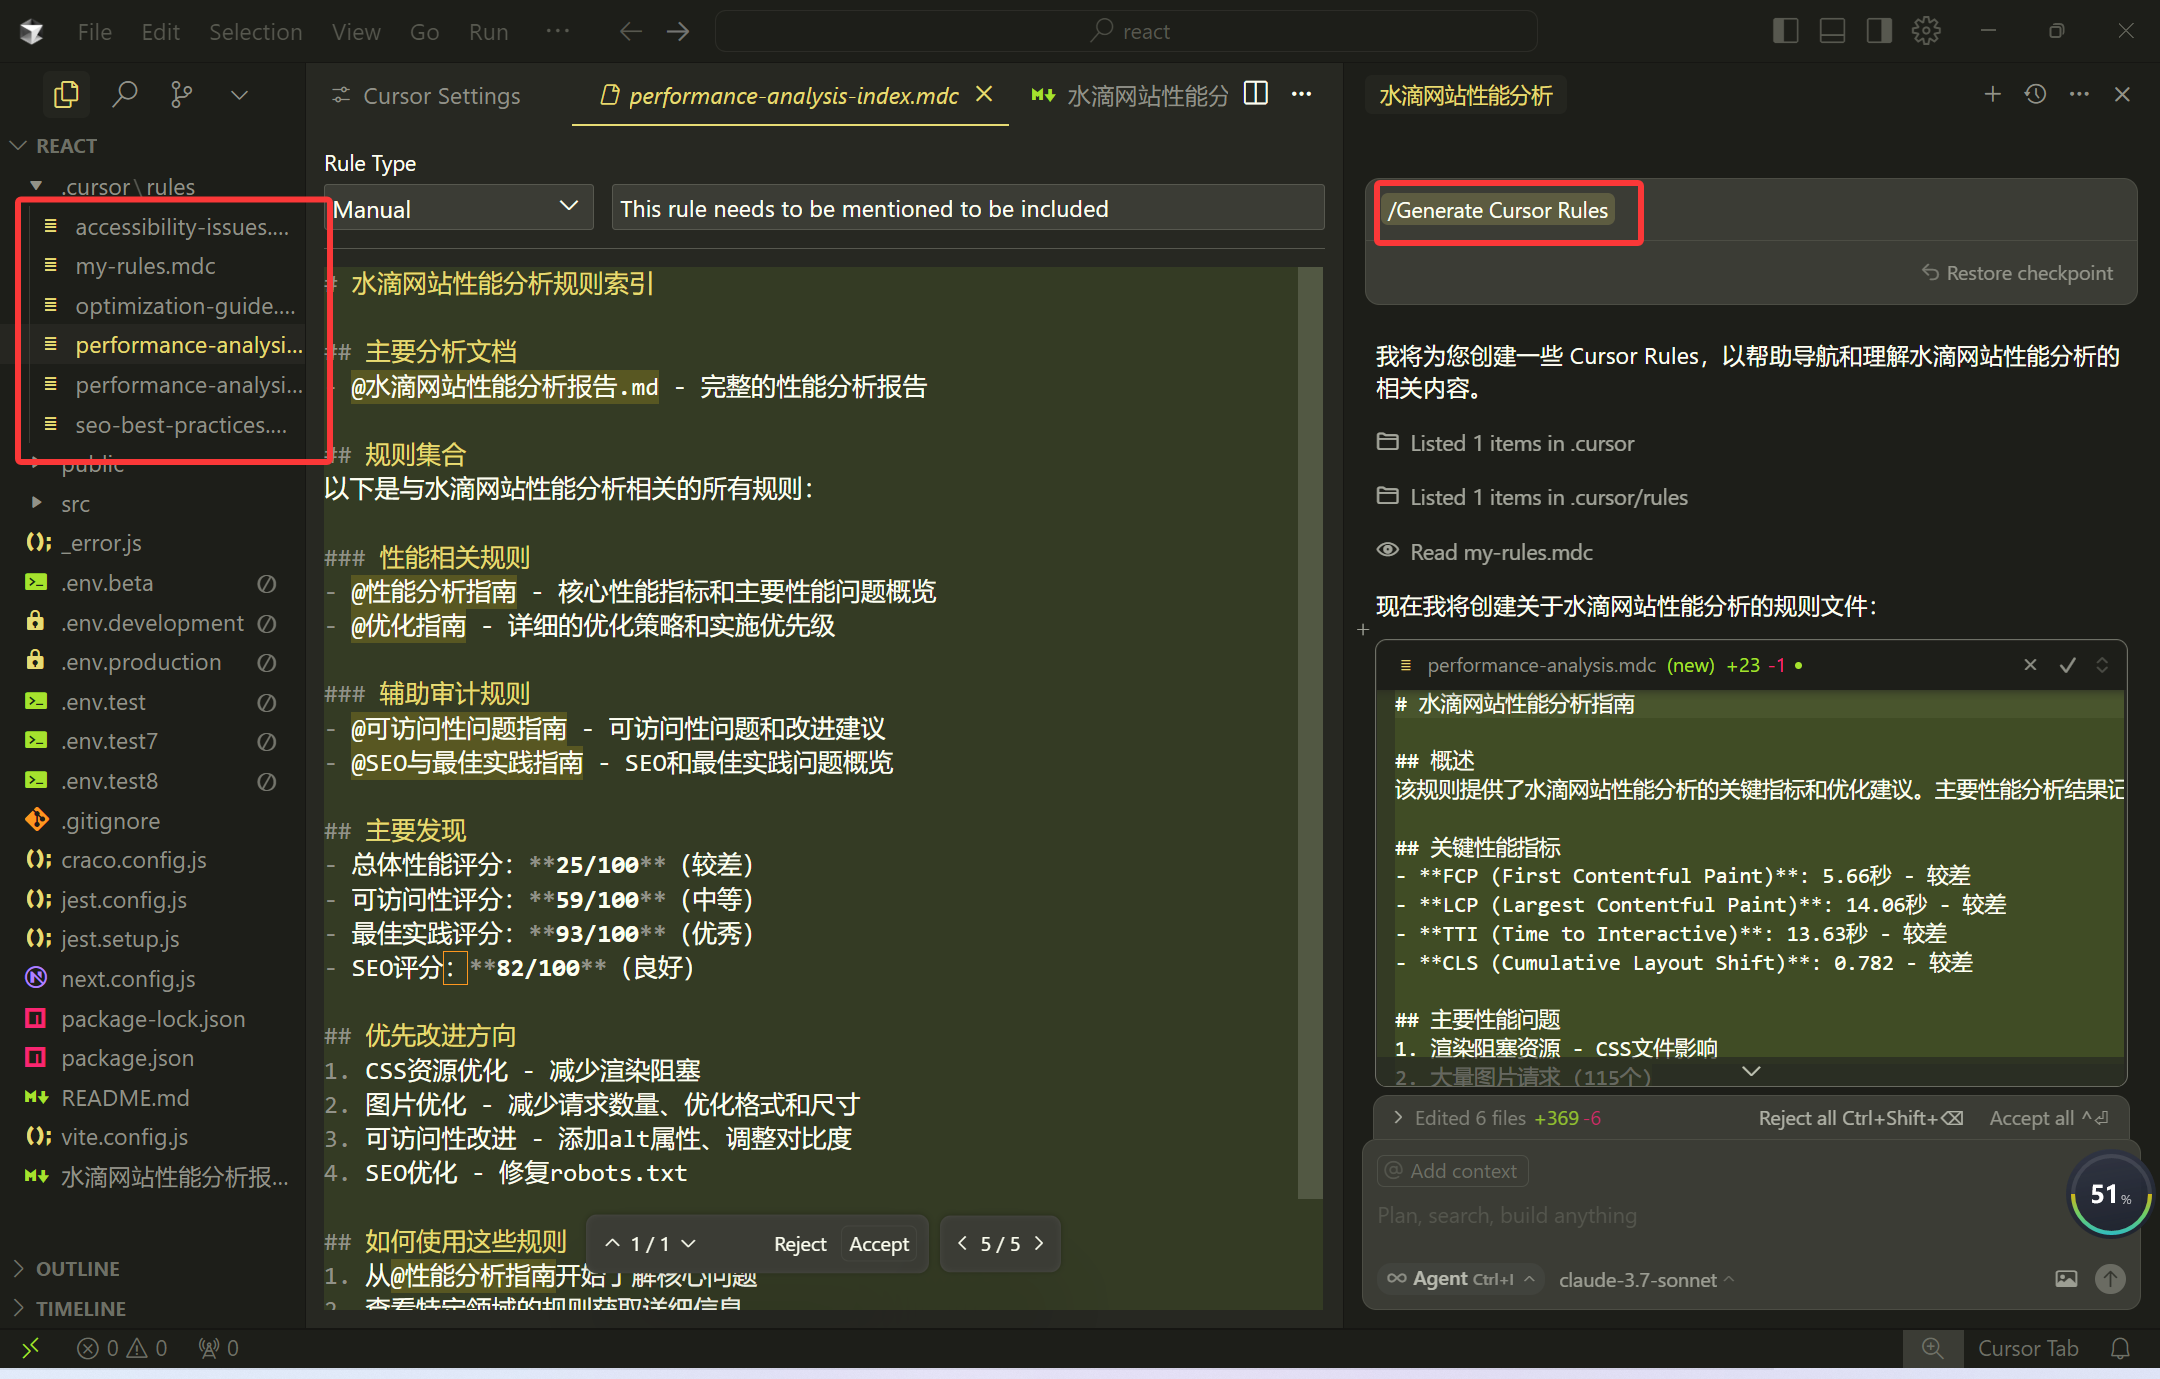 File Edit Selection View Go Run ···
react
REACT
.cursor\rules
accessibility-issues....
my-rules.mdc
optimization-guide....
performance-analysi...
performance-analysi...
seo-best-practices....
public
src
_error.js
.env.beta
.env.development
.env.production
.env.test
.env.test7
.env.test8
.gitignore
craco.config.js
jest.config.js
jest.setup.js
next.config.js
package-lock.json
package.json
README.md
vite.config.js
水滴网站性能分析报...
OUTLINE
TIMELINE
Cursor Settings
performance-analysis-index.mdc
水滴网站性能分
Rule Type
Manual
This rule needs to be mentioned to be included
# 水滴网站性能分析规则索引
## 主要分析文档
- @水滴网站性能分析报告.md - 完整的性能分析报告
## 规则集合
以下是与水滴网站性能分析相关的所有规则：
### 性能相关规则
- @性能分析指南 - 核心性能指标和主要性能问题概览
- @优化指南 - 详细的优化策略和实施优先级
### 辅助审计规则
- @可访问性问题指南 - 可访问性问题和改进建议
- @SEO与最佳实践指南 - SEO和最佳实践问题概览
## 主要发现
- 总体性能评分：**25/100**（较差）
- 可访问性评分：**59/100**（中等）
- 最佳实践评分：**93/100**（优秀）
- SEO评分：**82/100**（良好）
## 优先改进方向
1. CSS资源优化 - 减少渲染阻塞
2. 图片优化 - 减少请求数量、优化格式和尺寸
3. 可访问性改进 - 添加alt属性、调整对比度
4. SEO优化 - 修复robots.txt
## 如何使用这些规则
1. 从@性能分析指南开始了解核心问题
2. 查看特定领域的规则获取详细信息
1 / 1 Reject Accept
5 / 5
水滴网站性能分析
/Generate Cursor Rules
Restore checkpoint
我将为您创建一些 Cursor Rules，以帮助导航和理解水滴网站性能分析的
相关内容。
Listed 1 items in .cursor
Listed 1 items in .cursor/rules
Read my-rules.mdc
现在我将创建关于水滴网站性能分析的规则文件：
performance-analysis.mdc (new) +23 -1
# 水滴网站性能分析指南
## 概述
该规则提供了水滴网站性能分析的关键指标和优化建议。主要性能分析结果记
## 关键性能指标
- **FCP (First Contentful Paint)**: 5.66秒 - 较差
- **LCP (Largest Contentful Paint)**: 14.06秒 - 较差
- **TTI (Time to Interactive)**: 13.63秒 - 较差
- **CLS (Cumulative Layout Shift)**: 0.782 - 较差
## 主要性能问题
1. 渲染阻塞资源 - CSS文件影响
2. 大量图片请求 (115个)
Edited 6 files +369 -6 Reject all Ctrl+Shift+⌫ Accept all ^⏎
@ Add context
51%
Plan, search, build anything
∞ Agent Ctrl+I claude-3.7-sonnet
0 0 0
Cursor Tab